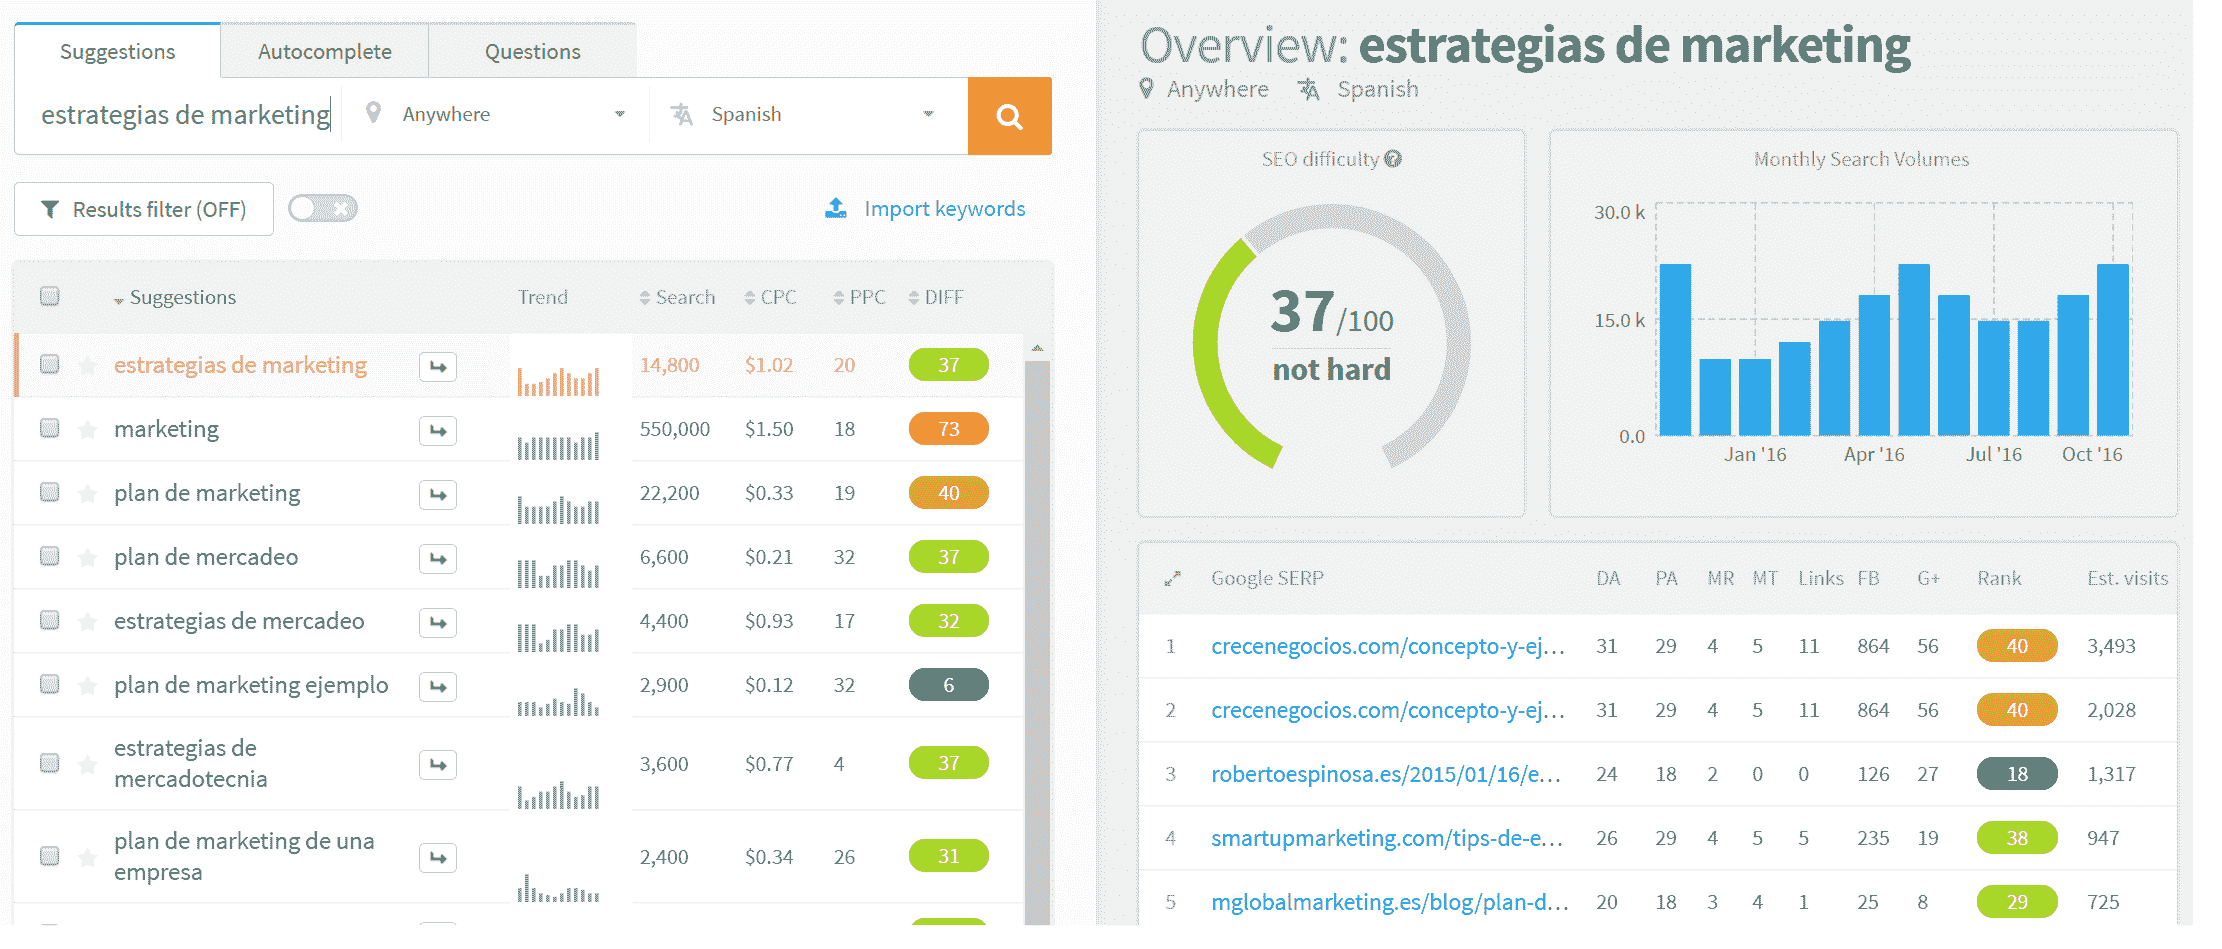 Suggestions Autocomplete Questions
estrategias de marketing Anywhere Spanish
Results filter (OFF) Import keywords
Suggestions Trend Search CPC PPC DIFF
estrategias de marketing 14,800 $1.02 20 37
marketing 550,000 $1.50 18 73
plan de marketing 22,200 $0.33 19 40
plan de mercadeo 6,600 $0.21 32 37
estrategias de mercadeo 4,400 $0.93 17 32
plan de marketing ejemplo 2,900 $0.12 32 6
estrategias de
mercadotecnia 3,600 $0.77 4 37
plan de marketing de una
empresa 2,400 $0.34 26 31
Overview: estrategias de marketing
Anywhere Spanish
SEO difficulty ?
37/100
not hard
Monthly Search Volumes
30.0 k
15.0 k
0.0
Jan '16 Apr '16 Jul '16 Oct '16
Google SERP DA PA MR MT Links FB G+ Rank Est. visits
1 crecenegocios.com/concepto-y-ej... 31 29 4 5 11 864 56 40 3,493
2 crecenegocios.com/concepto-y-ej... 31 29 4 5 11 864 56 40 2,028
3 robertoespinosa.es/2015/01/16/e... 24 18 2 0 0 126 27 18 1,317
4 smartupmarketing.com/tips-de-e... 26 29 4 5 5 235 19 38 947
5 mglobalmarketing.es/blog/plan-d... 20 18 3 4 1 25 8 29 725